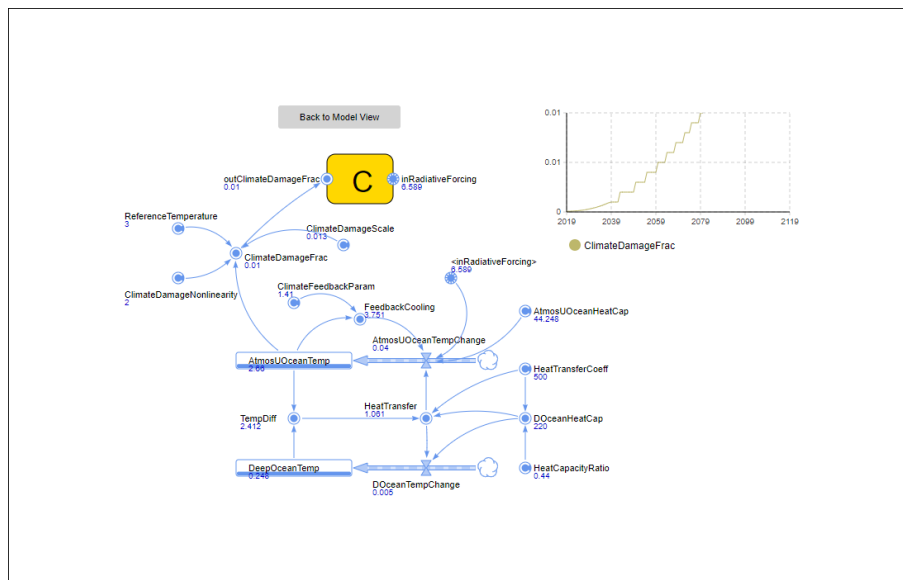 Back to Model View
0.01
0.01
0
2019
2039
2059
2079
2099
2119
ClimateDamageFrac
outClimateDamageFrac
0.01
C
inRadiativeForcing
6.589
ReferenceTemperature
3
ClimateDamageScale
0.013
ClimateDamageFrac
0.01
<inRadiativeForcing>
6.589
ClimateDamageNonlinearity
2
ClimateFeedbackParam
1.41
FeedbackCooling
3.751
AtmosUOceanHeatCap
44.248
AtmosUOceanTempChange
0.04
AtmosUOceanTemp
2.66
HeatTransferCoeff
500
HeatTransfer
1.061
TempDiff
2.412
DOceanHeatCap
220
DeepOceanTemp
0.248
DOceanTempChange
0.005
HeatCapacityRatio
0.44